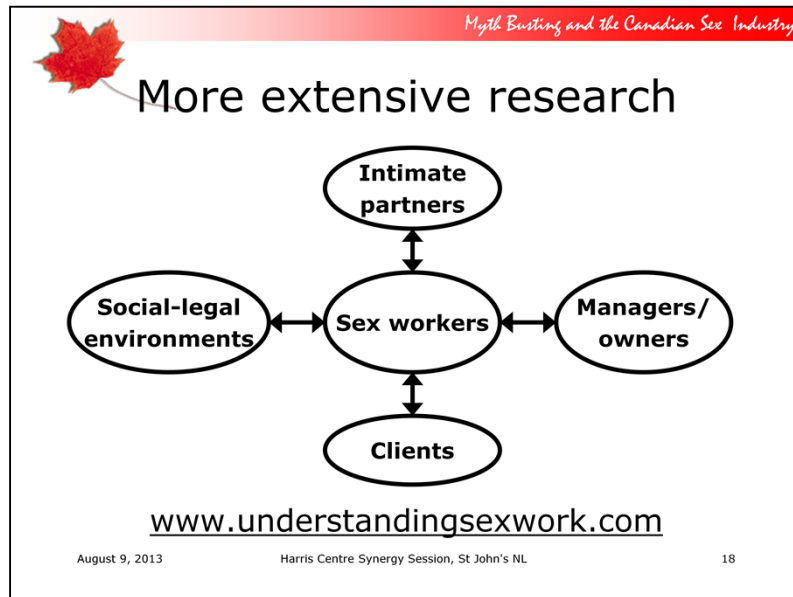 Myth Busting and the Canadian Sex Industry
More extensive research
Intimate
partners
Social-legal
environments
Sex workers
Managers/
owners
Clients
www.understandingsexwork.com
August 9, 2013
Harris Centre Synergy Session, St John's NL
18